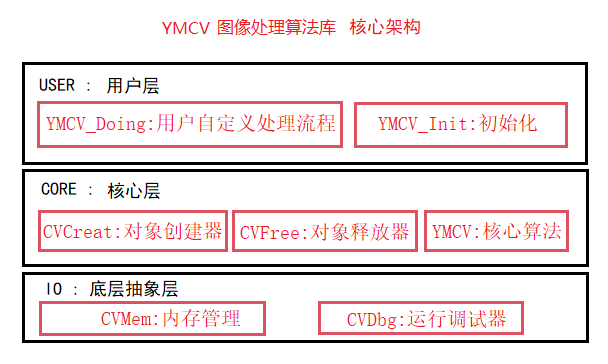 YMCV 图像处理算法库 核心架构
USER : 用户层
YMCV_Doing:用户自定义处理流程 YMCV_Init:初始化
CORE : 核心层
CVCreat:对象创建器 CVFree:对象释放器 YMCV:核心算法
IO : 底层抽象层
CVMem:内存管理 CVDbg:运行调试器